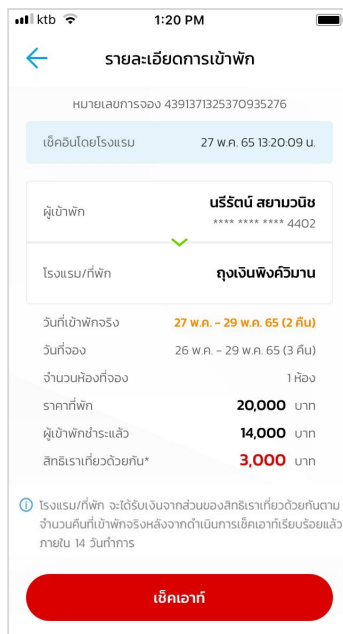 ktb 1:20 PM
รายละเอียดการเข้าพัก
หมายเลขการจอง 4391371325370935276
เช็คอินโดยโรงแรม 27 พ.ค. 65 13:20:09 น.
ผู้เข้าพัก นรีรัตน์ สยามวนิช
**** **** **** 4402
โรงแรม/ที่พัก ถุงเงินพิงค์วิมาน
วันที่เข้าพักจริง 27 พ.ค. - 29 พ.ค. 65 (2 คืน)
วันที่จอง 26 พ.ค. - 29 พ.ค. 65 (3 คืน)
จำนวนห้องที่จอง 1 ห้อง
ราคาที่พัก 20,000 บาท
ผู้เข้าพักชำระแล้ว 14,000 บาท
สิทธิเราเที่ยวด้วยกัน* 3,000 บาท
โรงแรม/ที่พัก จะได้รับเงินจากส่วนของสิทธิเราเที่ยวด้วยกันตาม
จำนวนคืนที่เข้าพักจริงหลังจากดำเนินการเช็คเอาท์เรียบร้อยแล้ว
ภายใน 14 วันทำการ
เช็คเอาท์